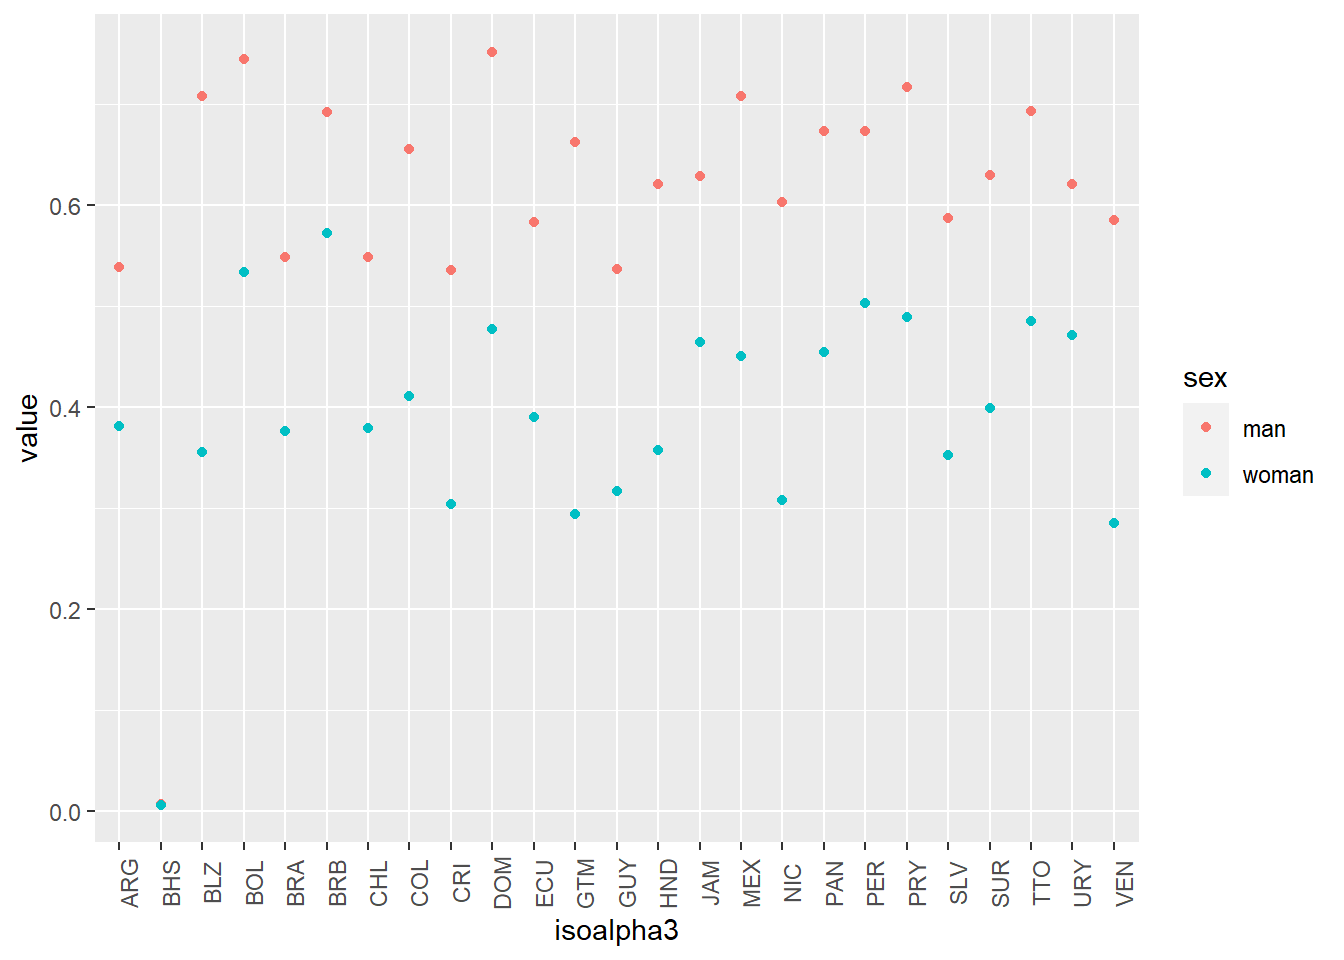 0.6
0.4
0.2
0.0
value
ARG BHS BLZ BOL BRA BRB CHL COL CRI DOM ECU GTM GUY HND JAM MEX NIC PAN PER PRY SLV SUR TTO URY VEN
isoalpha3
sex
man
woman